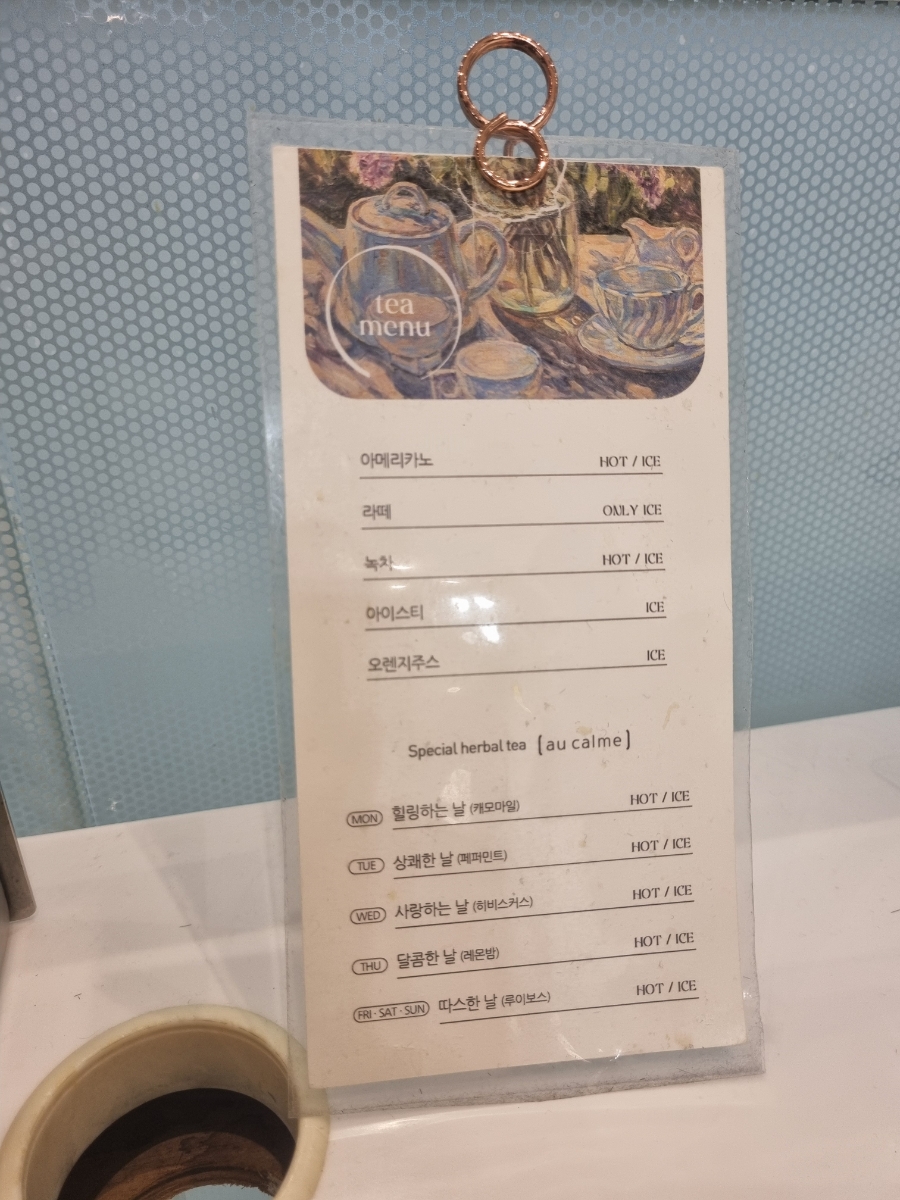 tea
menu
아메리카노 HOT / ICE
라떼 ONLY ICE
녹차 HOT / ICE
아이스티 ICE
오렌지주스 ICE
Special herbal tea [au calme]
MON 힐링하는 날 (캐모마일) HOT / ICE
TUE 상쾌한 날 (페퍼민트) HOT / ICE
WED 사랑하는 날 (히비스커스) HOT / ICE
THU 달콤한 날 (레몬밤) HOT / ICE
FRI · SAT · SUN 따스한 날 (루이보스) HOT / ICE